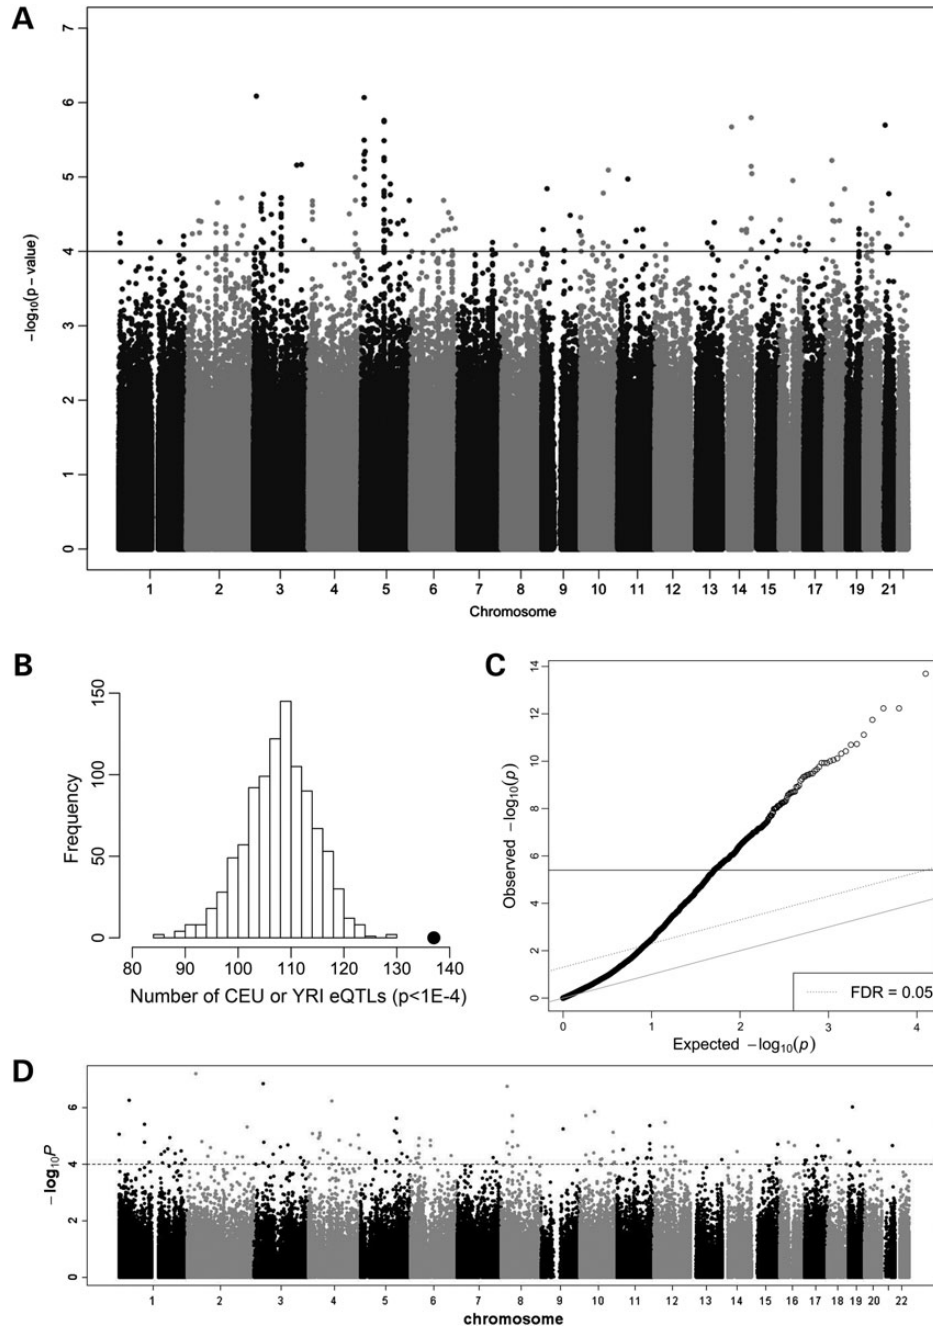 A
7
6
5
4
3
2
1
0
-log10(p - value)
1 2 3 4 5 6 7 8 9 10 11 12 13 14 15 17 19 21
Chromosome
B
150
100
50
0
Frequency
80 90 100 110 120 130 140
Number of CEU or YRI eQTLs (p<1E-4)
C
14
12
10
8
6
4
2
0
Observed -log10(p)
FDR = 0.05
0 1 2 3 4
Expected -log10(p)
D
6
4
2
0
-log10P
1 2 3 4 5 6 7 8 9 10 11 12 13 14 15 16 17 18 19 20 22
chromosome